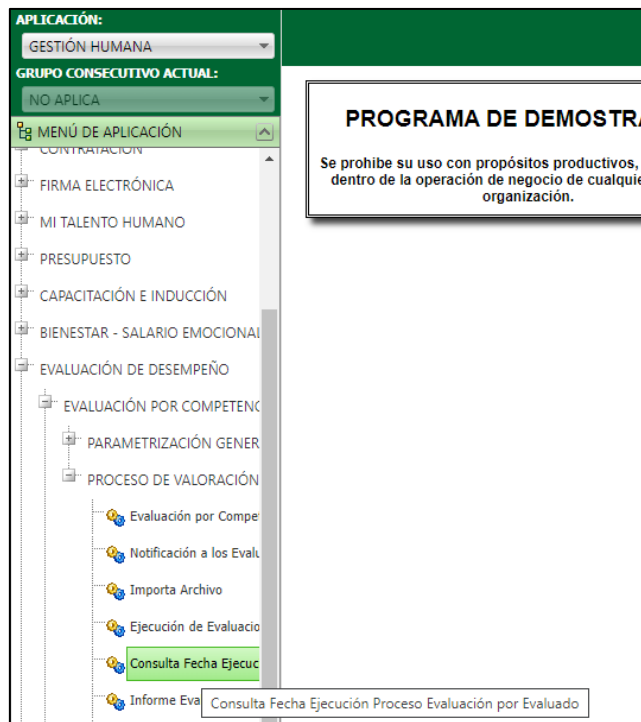 APLICACIÓN:
GESTIÓN HUMANA
GRUPO CONSECUTIVO ACTUAL:
NO APLICA
MENÚ DE APLICACIÓN
CONTRATACIÓN
FIRMA ELECTRÓNICA
MI TALENTO HUMANO
PRESUPUESTO
CAPACITACIÓN E INDUCCIÓN
BIENESTAR - SALARIO EMOCIONAL
EVALUACIÓN DE DESEMPEÑO
EVALUACIÓN POR COMPETENC
PARAMETRIZACIÓN GENER
PROCESO DE VALORACIÓN
Evaluación por Compe
Notificación a los Evalu
Importa Archivo
Ejecución de Evaluacio
Consulta Fecha Ejecuc
Informe Eva
Consulta Fecha Ejecución Proceso Evaluación por Evaluado
PROGRAMA DE DEMOSTRA
Se prohibe su uso con propósitos productivos,
dentro de la operación de negocio de cualquie
organización.